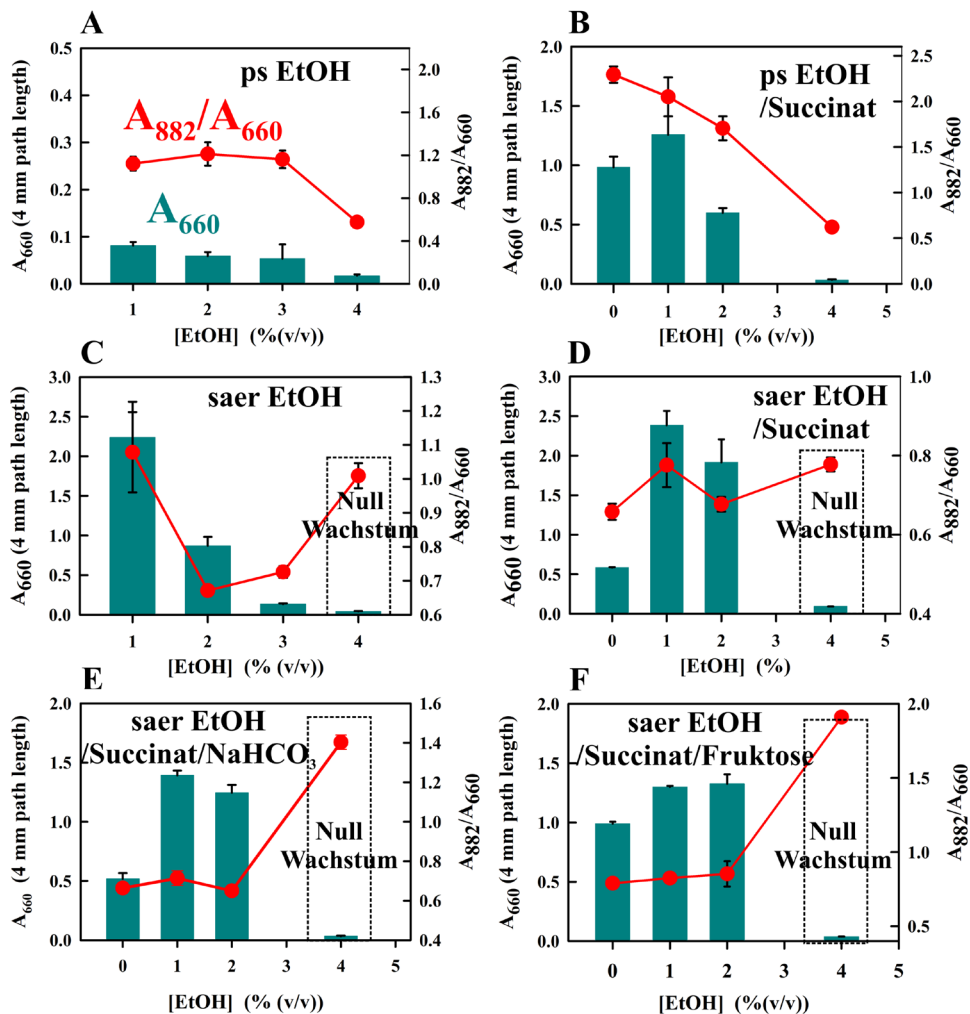 A
ps EtOH
A882/A660
A660
A660 (4 mm path length)
0.5
0.4
0.3
0.2
0.1
0.0
2.0
1.6
1.2
0.8
0.4
0.0
A882/A660
1 2 3 4
[EtOH] (%(v/v))
B
ps EtOH
/Succinat
A660 (4 mm path length)
2.0
1.5
1.0
0.5
0.0
2.5
2.0
1.5
1.0
0.5
0.0
A882/A660
0 1 2 3 4 5
[EtOH] (%(v/v))
C
saer EtOH
Null
Wachstum
A660 (4 mm path length)
3.0
2.5
2.0
1.5
1.0
0.5
0.0
1.3
1.2
1.1
1.0
0.9
0.8
0.7
0.6
A882/A660
1 2 3 4
[EtOH] (% (v/v))
D
saer EtOH
/Succinat
Null
Wachstum
A660 (4 mm path length)
3.0
2.5
2.0
1.5
1.0
0.5
0.0
1.0
0.8
0.6
0.4
A882/A660
0 1 2 3 4 5
[EtOH] (%)
E
saer EtOH
/Succinat/NaHCO3
Null
Wachstum
A660 (4 mm path length)
2.0
1.5
1.0
0.5
0.0
1.6
1.4
1.2
1.0
0.8
0.6
0.4
A882/A660
0 1 2 3 4 5
[EtOH] (% (v/v))
F
saer EtOH
/Succinat/Fruktose
Null
Wachstum
A660 (4 mm path length)
2.0
1.5
1.0
0.5
0.0
2.0
1.5
1.0
0.5
A882/A660
0 1 2 3 4 5
[EtOH] (%(v/v))